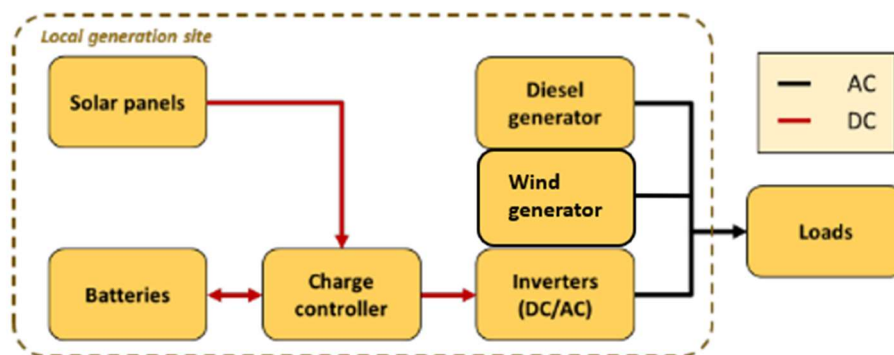 Local generation site
Solar panels
Diesel
generator
AC
DC
Wind
generator
Loads
Batteries
Charge
controller
Inverters
(DC/AC)